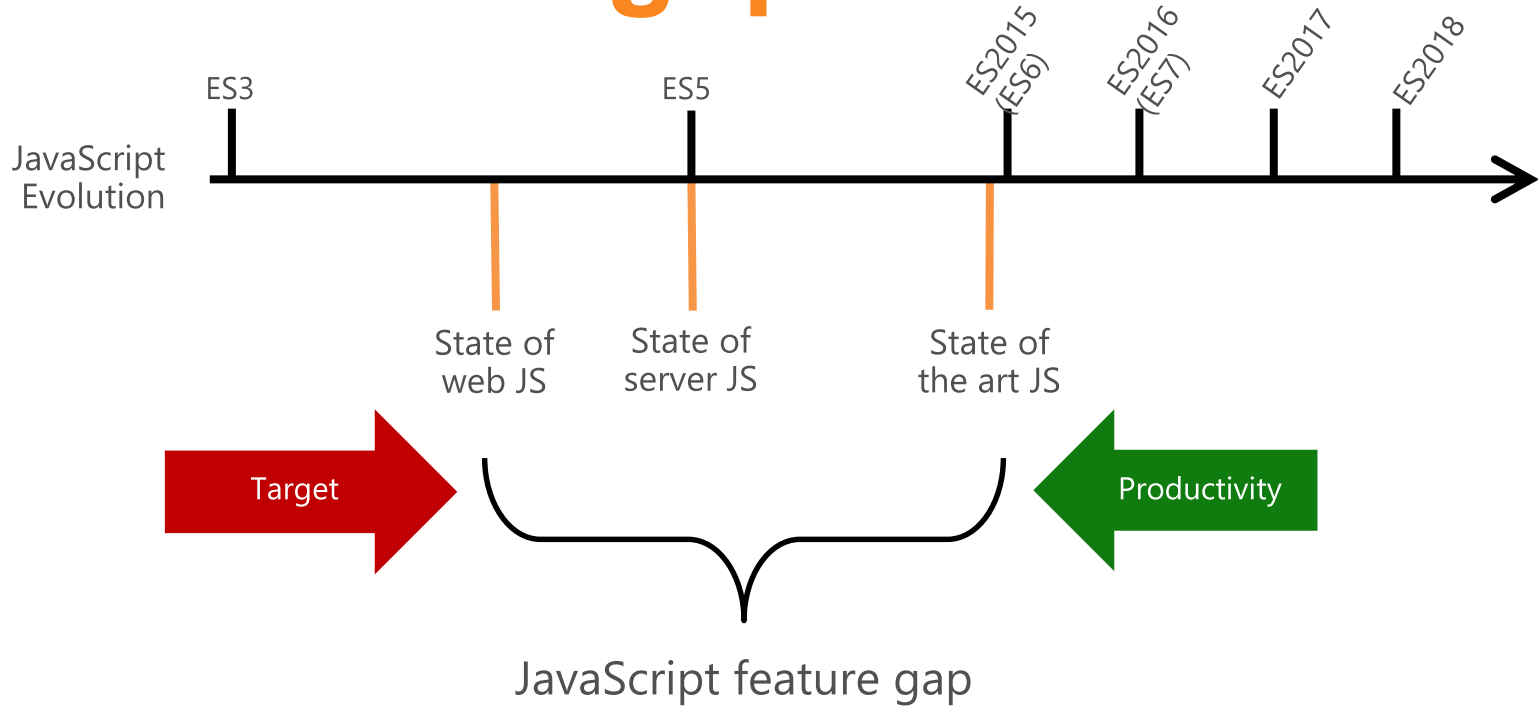 ES3
ES5
ES2015
(ES6)
ES2016
(ES7)
ES2017
ES2018
JavaScript
Evolution
State of
web JS
State of
server JS
State of
the art JS
Target
Productivity
JavaScript feature gap